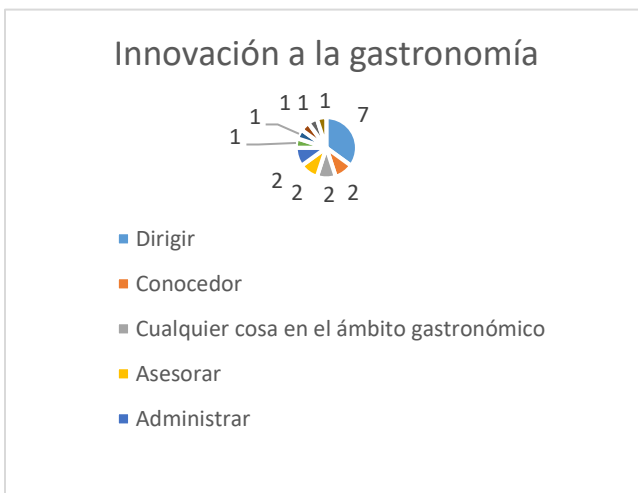 Innovación a la gastronomía
1 1 1
7
1
1
2 2 2 2
Dirigir
Conocedor
Cualquier cosa en el ámbito gastronómico
Asesorar
Administrar